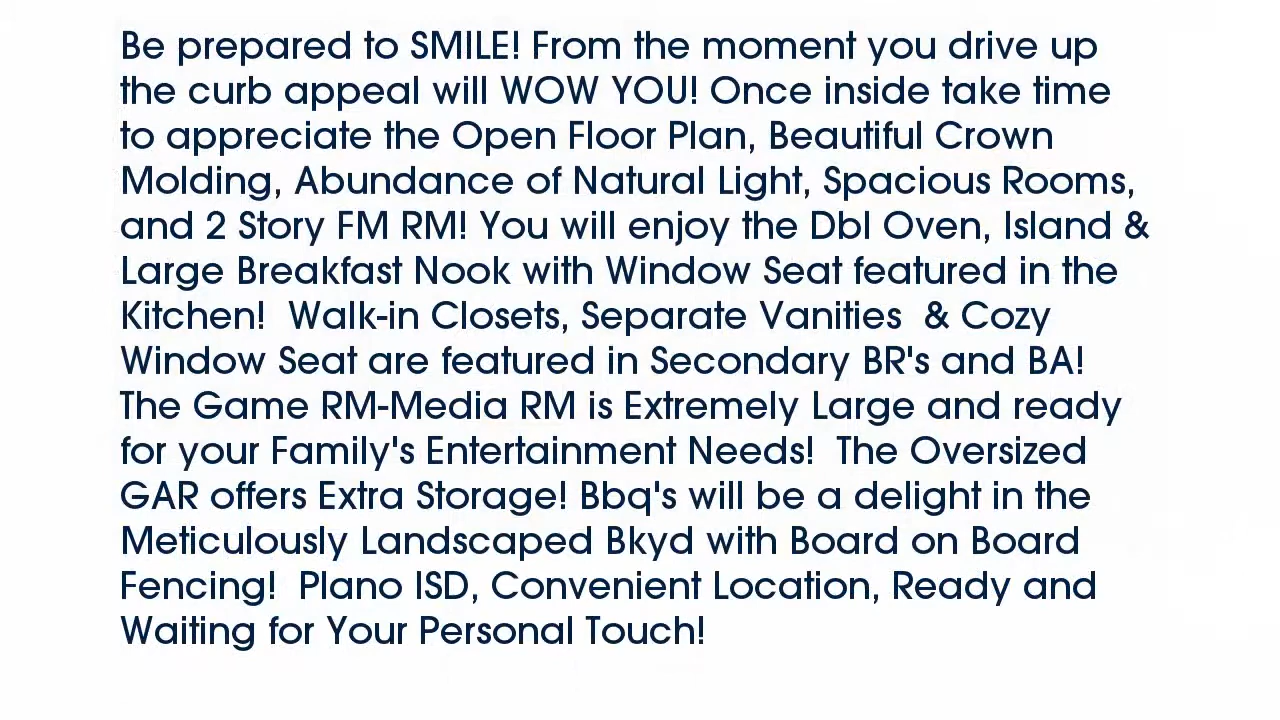 Be prepared to SMILE! From the moment you drive up
the curb appeal will WOW YOU! Once inside take time
to appreciate the Open Floor Plan, Beautiful Crown
Molding, Abundance of Natural Light, Spacious Rooms,
and 2 Story FM RM! You will enjoy the Dbl Oven, Island &
Large Breakfast Nook with Window Seat featured in the
Kitchen!  Walk-in Closets, Separate Vanities  & Cozy
Window Seat are featured in Secondary BR's and BA!
The Game RM-Media RM is Extremely Large and ready
for your Family's Entertainment Needs!  The Oversized
GAR offers Extra Storage! Bbq's will be a delight in the
Meticulously Landscaped Bkyd with Board on Board
Fencing!  Plano ISD, Convenient Location, Ready and
Waiting for Your Personal Touch!